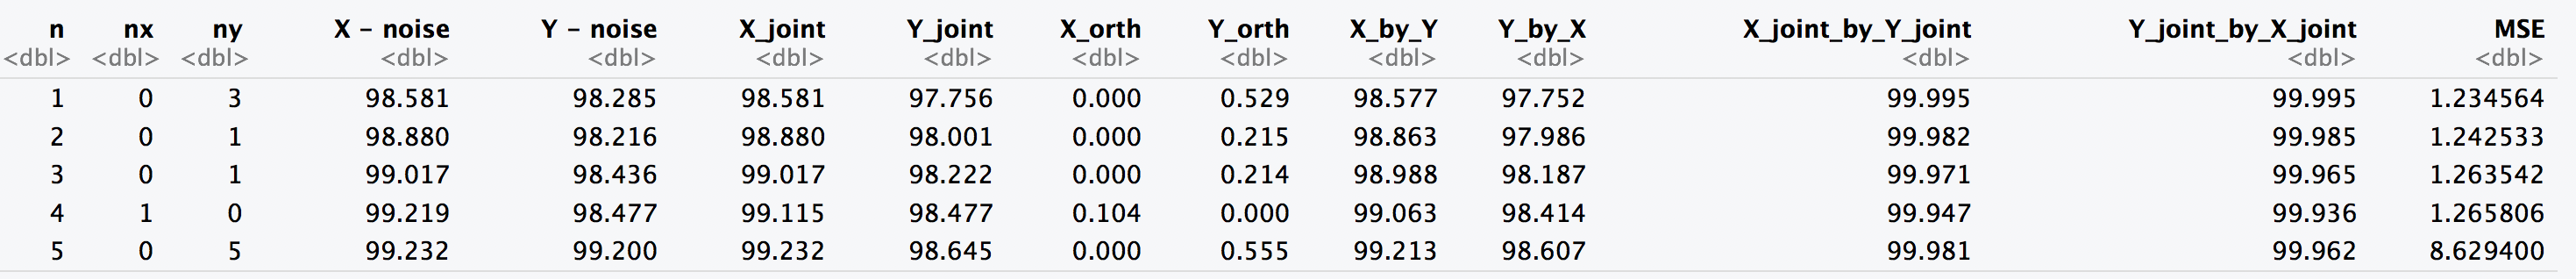 n nx ny X – noise Y – noise X_joint Y_joint X_orth Y_orth X_by_Y Y_by_X X_joint_by_Y_joint Y_joint_by_X_joint MSE
<dbl> <dbl> <dbl> <dbl> <dbl> <dbl> <dbl> <dbl> <dbl> <dbl> <dbl> <dbl> <dbl> <dbl>
1 0 3 98.581 98.285 98.581 97.756 0.000 0.529 98.577 97.752 99.995 99.995 1.234564
2 0 1 98.880 98.216 98.880 98.001 0.000 0.215 98.863 97.986 99.982 99.985 1.242533
3 0 1 99.017 98.436 99.017 98.222 0.000 0.214 98.988 98.187 99.971 99.965 1.263542
4 1 0 99.219 98.477 99.115 98.477 0.104 0.000 99.063 98.414 99.947 99.936 1.265806
5 0 5 99.232 99.200 99.232 98.645 0.000 0.555 99.213 98.607 99.981 99.962 8.629400